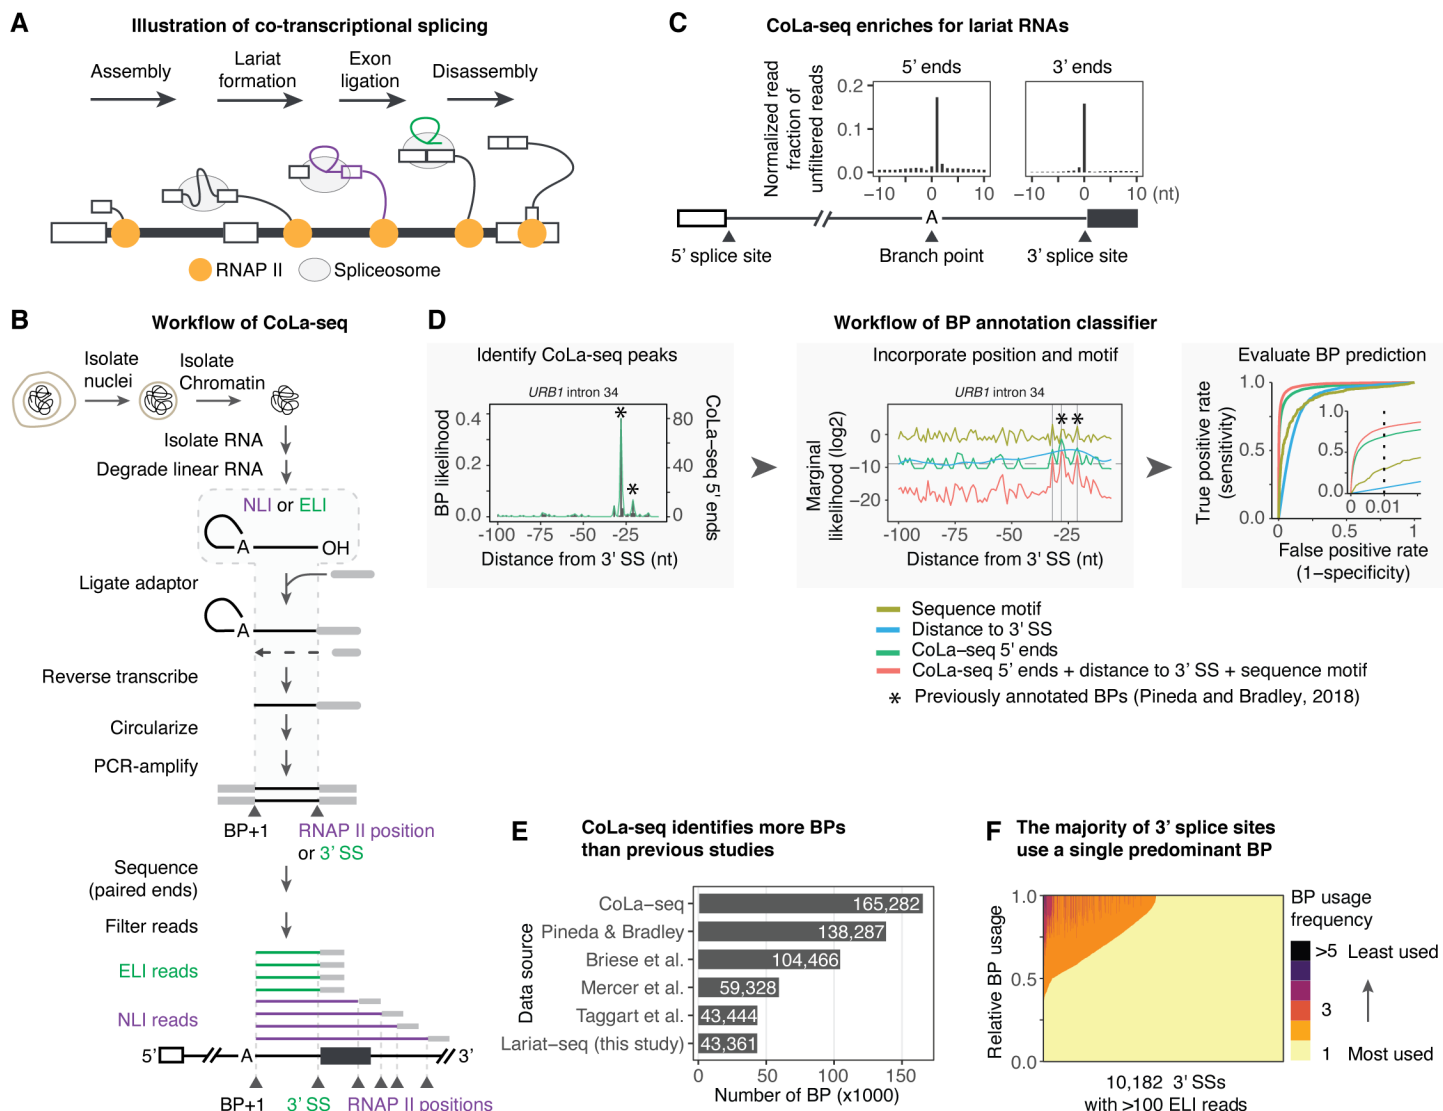 A
Illustration of co-transcriptional splicing
Assembly
Lariat
formation
Exon
ligation
Disassembly
RNAP II
Spliceosome
C
CoLa-seq enriches for lariat RNAs
Normalized read
fraction of
unfiltered reads
5' ends
3' ends
0.2
0.1
0.0
−10
0
10
−10
0
10 (nt)
A
5' splice site
Branch point
3' splice site
B
Workflow of CoLa-seq
Isolate
nuclei
Isolate
Chromatin
Isolate RNA
Degrade linear RNA
NLI or ELI
A
OH
Ligate adaptor
A
Reverse transcribe
Circularize
PCR-amplify
BP+1
RNAP II position
or 3' SS
Sequence
(paired ends)
Filter reads
ELI reads
NLI reads
5'
A
3'
BP+1
3' SS
RNAP II positions
D
Workflow of BP annotation classifier
Identify CoLa-seq peaks
URB1 intron 34
BP likelihood
0.4
0.2
0.0
CoLa−seq 5' ends
80
40
0
*
*
-100
-75
-50
-25
Distance from 3' SS (nt)
Incorporate position and motif
URB1 intron 34
Marginal
likelihood (log2)
0
−10
−20
* *
-100
-75
-50
-25
Distance from 3' SS (nt)
Evaluate BP prediction
True positive rate
(sensitivity)
1.0
0.5
0.0
1.0
0.5
0.0
0 0.01
0
0.5
1
False positive rate
(1−specificity)
Sequence motif
Distance to 3' SS
CoLa−seq 5' ends
CoLa-seq 5' ends + distance to 3' SS + sequence motif
* Previously annotated BPs (Pineda and Bradley, 2018)
E
CoLa-seq identifies more BPs
than previous studies
Data source
CoLa−seq 165,282
Pineda & Bradley 138,287
Briese et al. 104,466
Mercer et al. 59,328
Taggart et al. 43,444
Lariat−seq (this study) 43,361
0
50
100
150
Number of BP (x1000)
F
The majority of 3' splice sites
use a single predominant BP
Relative BP usage
1.0
0.5
0.0
10,182 3' SSs
with >100 ELI reads
BP usage
frequency
>5 Least used
3
1 Most used